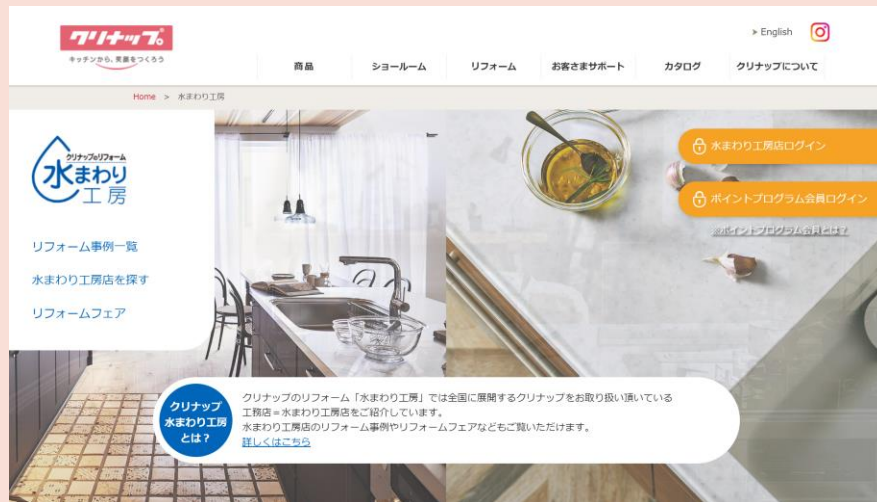 クリナップ
キッチンから、笑顔をつくろう
> English
商品 ショールーム リフォーム お客さまサポート カタログ クリナップについて
Home > 水まわり工房
クリナップのリフォーム
水まわり
工房
リフォーム事例一覧
水まわり工房店を探す
リフォームフェア
水まわり工房店ログイン
ポイントプログラム会員ログイン
※ポイントプログラム会員とは?
クリナップ
水まわり工房
とは?
クリナップのリフォーム「水まわり工房」では全国に展開するクリナップをお取り扱い頂いている
工務店=水まわり工房店をご紹介しています。
水まわり工房店のリフォーム事例やリフォームフェアなどもご覧いただけます。
詳しくはこちら